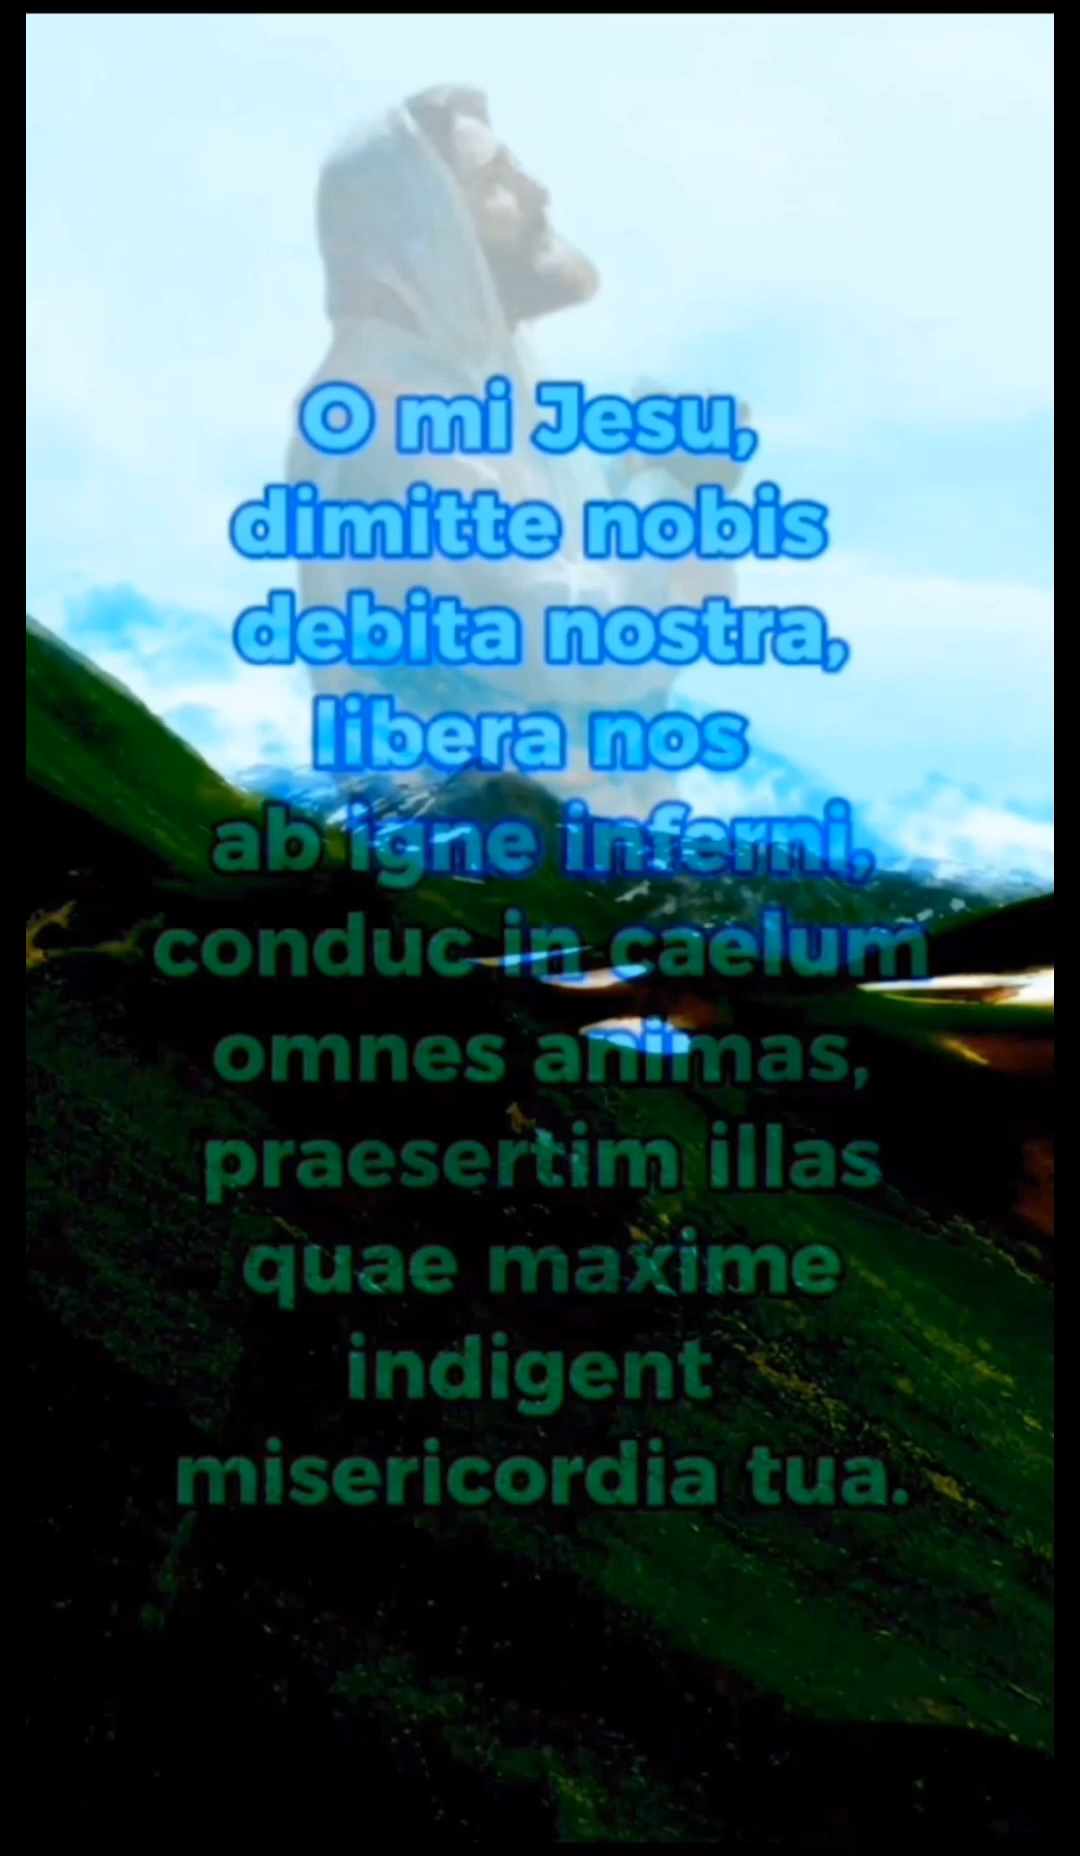 O mi Jesu,
dimitte nobis
debita nostra,
libera nos
ab igne inferni,
conduc in caelum
omnes animas,
praesertim illas
quae maxime
indigent
misericordia tua.